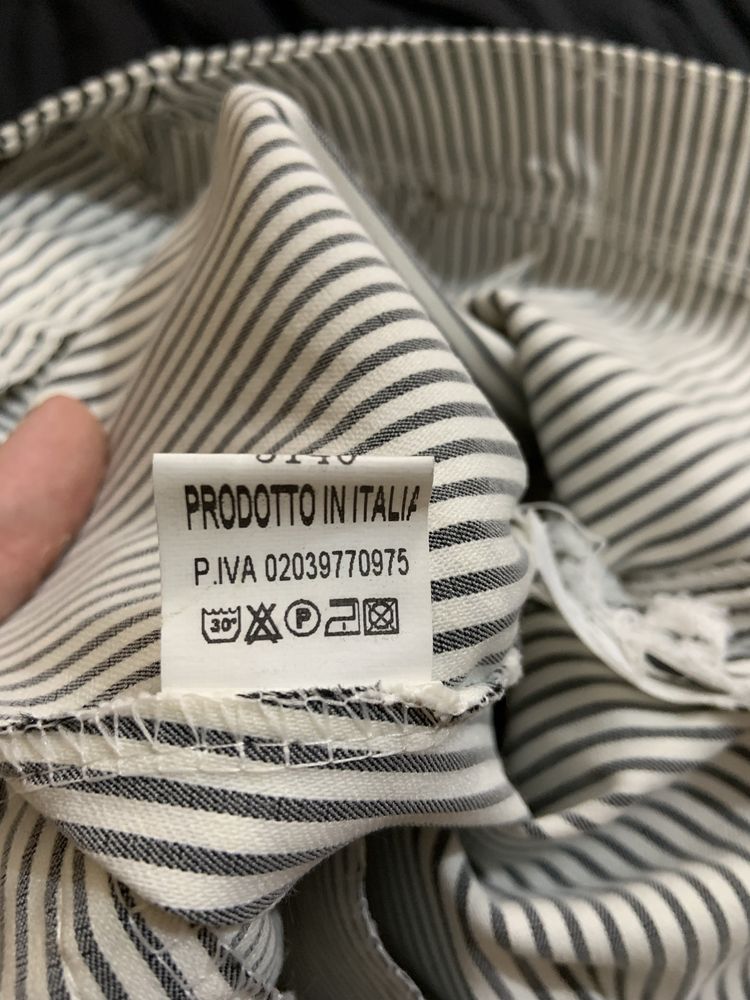 PRODOTTO IN ITALIA
P.IVA 02039770975
30° P